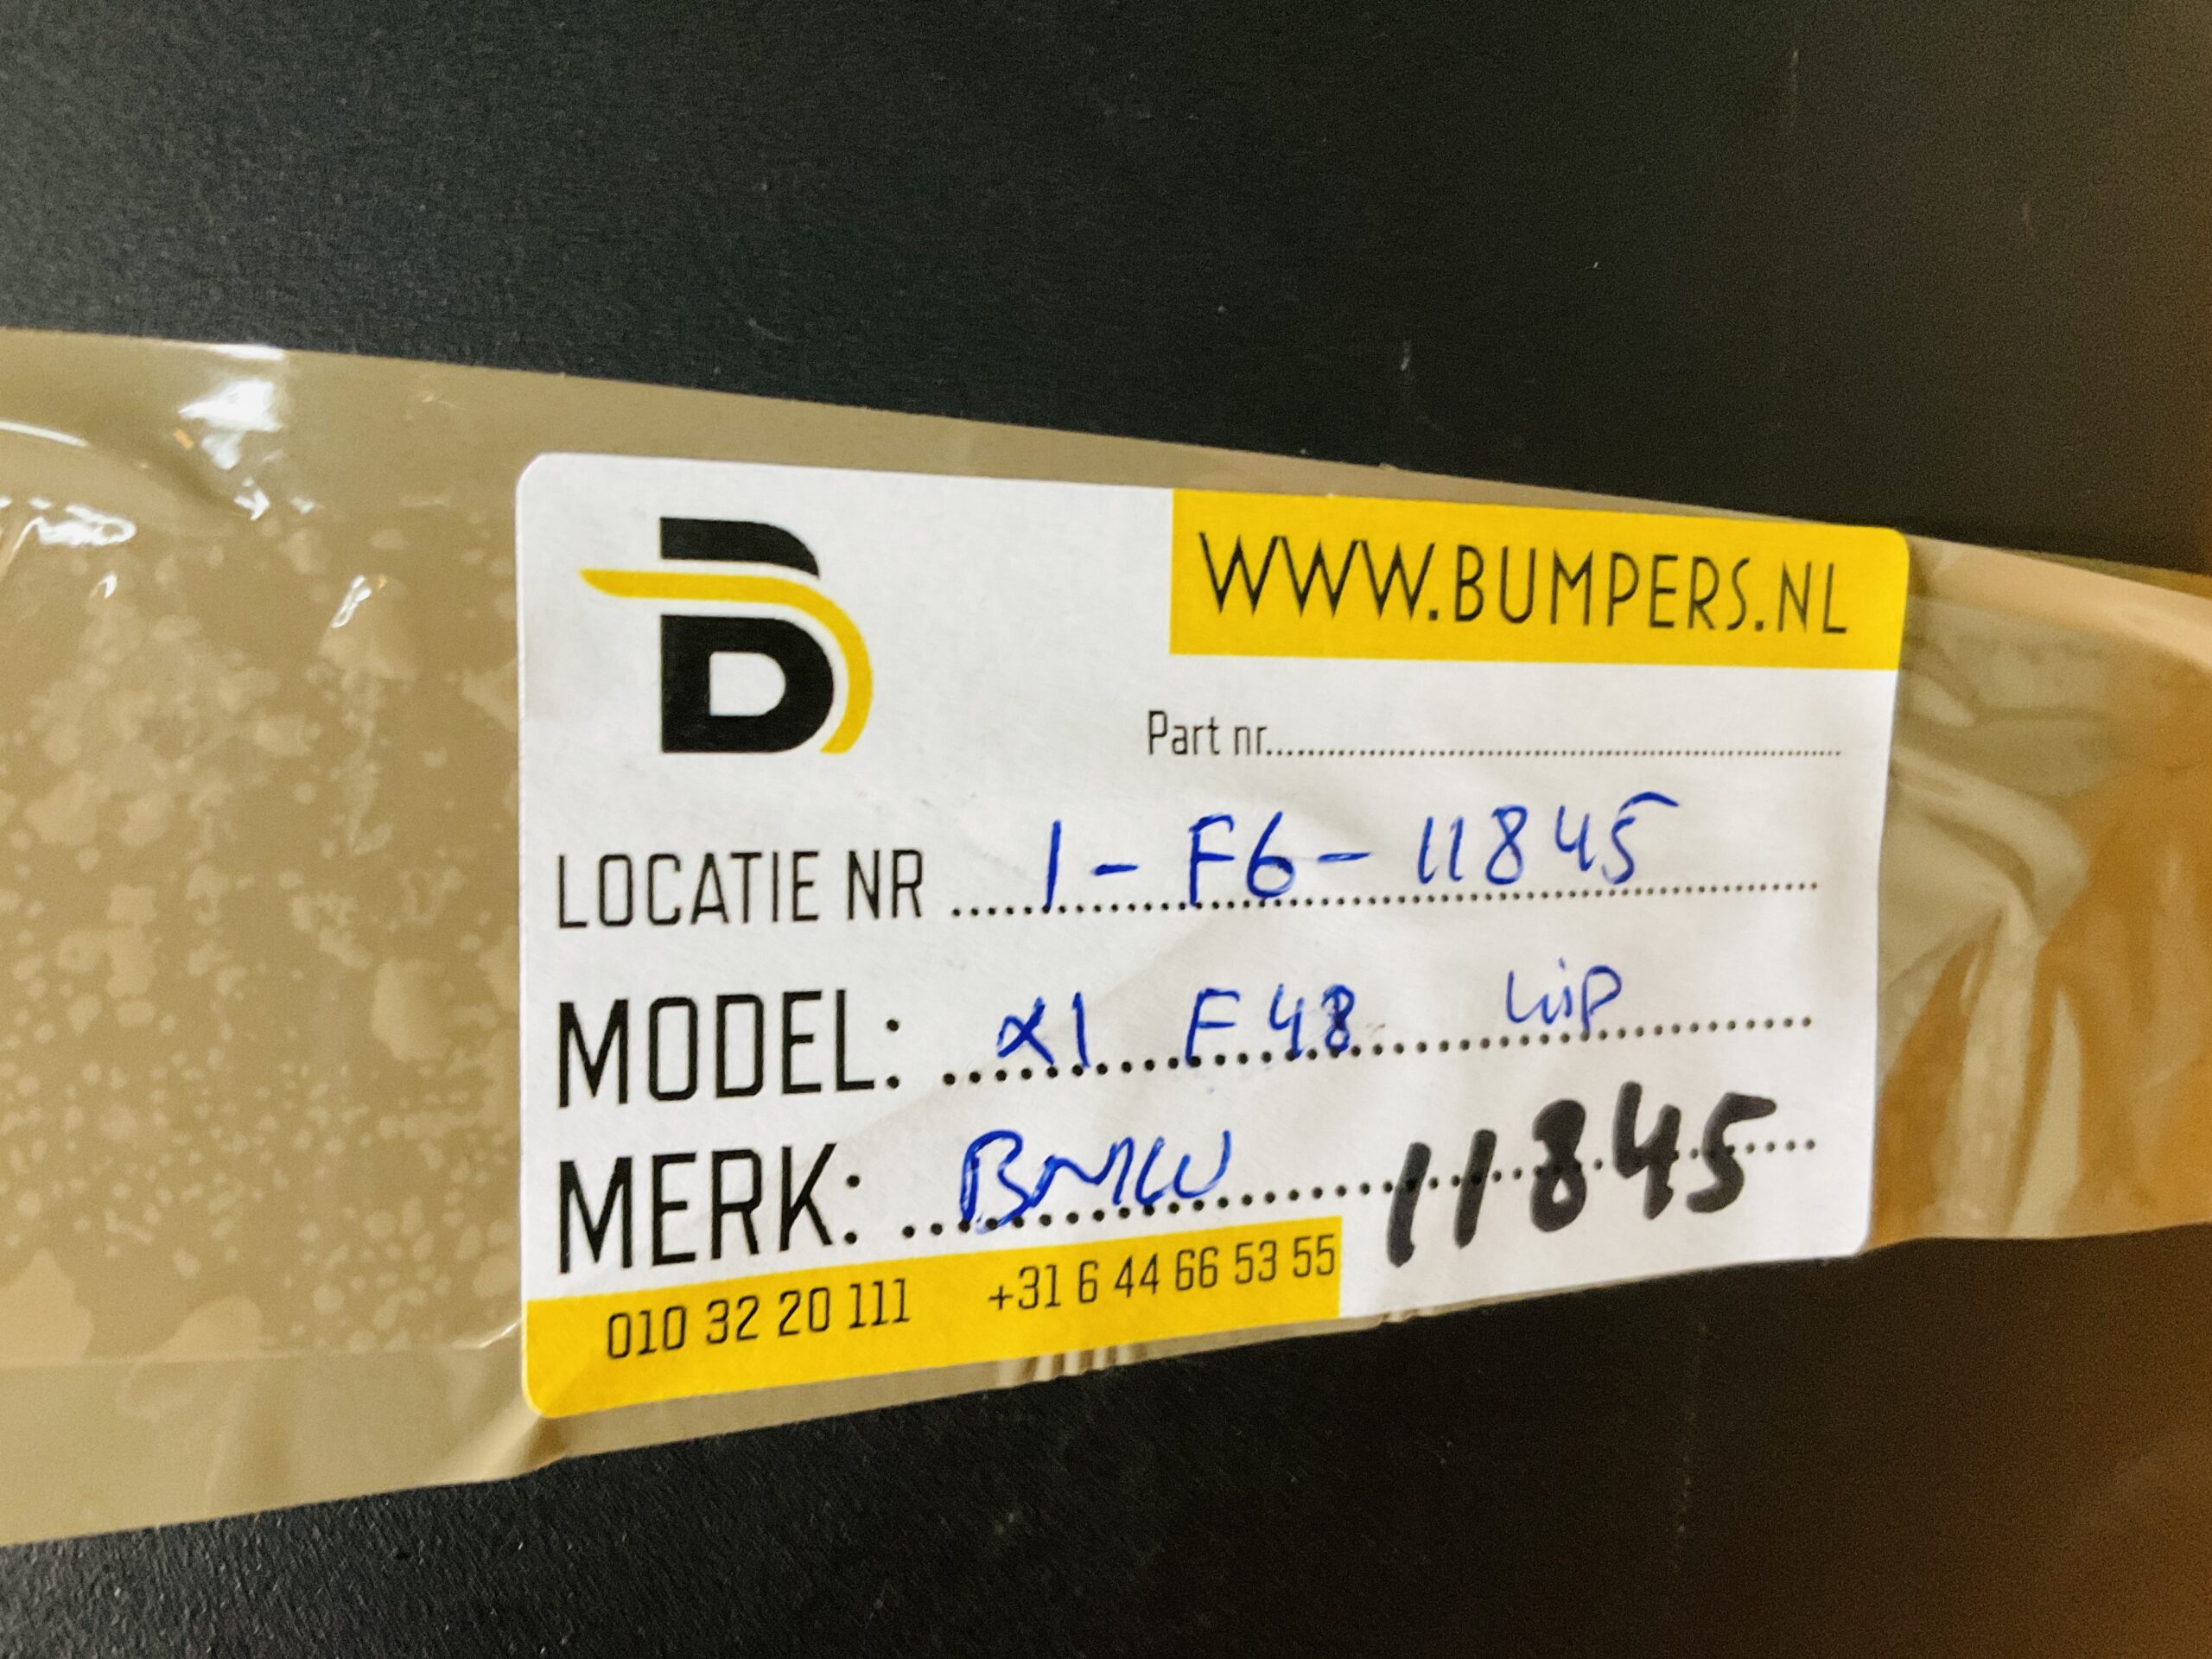 WWW.BUMPERS.NL
Part nr..............................
LOCATIE NR 1 - F6 - 11845
MODEL: X1 F48 LiiP
MERK: BMW 11845
010 32 20 111 +31 6 44 66 53 55